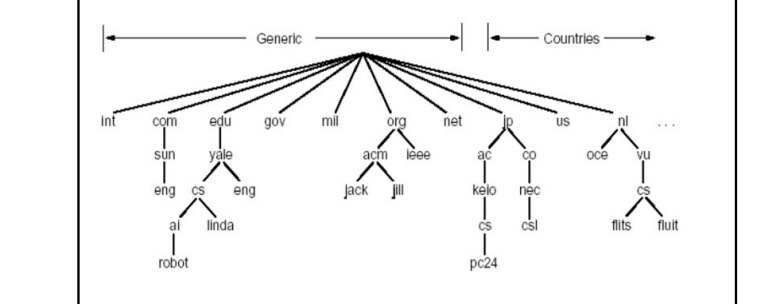 Generic Countries
int com edu gov mil org net jp us nl ...
sun yale acm ieee ac co oce vu
eng cs eng jack jill keio nec cs
ai linda cs csl flits fluit
robot pc24